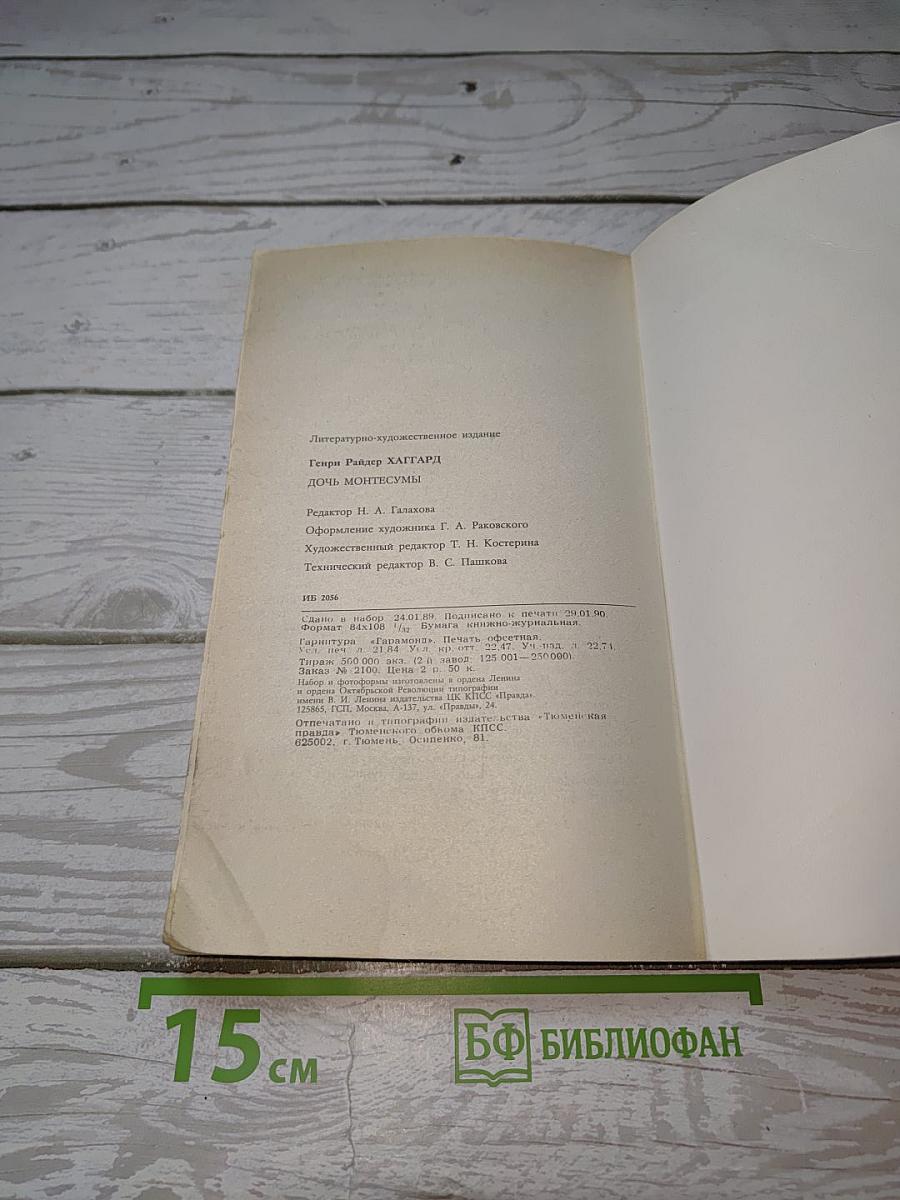 Литературно-художественное издание
Генри Райдер ХАГГАРД
ДОЧЬ МОНТЕСУМЫ
Редактор Н. А. Галахова
Оформление художника Г. А. Раковского
Художественный редактор Т. Н. Костерина
Технический редактор В. С. Пашкова
ИБ 2056
Сдано в набор 24.01.89. Подписано к печати 29.01.90.
Формат 84х108 1/32 Бумага книжно-журнальная.
Гарнитура «Гарамонд». Печать офсетная.
Усл. печ. л. 21,84 Усл. кр. отт. 22,47. Уч-изд. л. 22,74.
Тираж 500 000 экз. (2 й завод: 125 001—250 000).
Заказ № 2100. Цена 2 р. 50 к.
Набор и фотоформы изготовлены в ордена Ленина
и ордена Октябрьской Революции типографии
имени В. И. Ленина издательства ЦК КПСС «Правда».
125865, ГСП, Москва, А-137, ул. «Правды», 24.
Отпечатано в типографии издательства «Тюменская
правда» Тюменского обкома КПСС.
625002, г. Тюмень, Осипенко, 81.
15 см
БФ БИБЛИОФАН